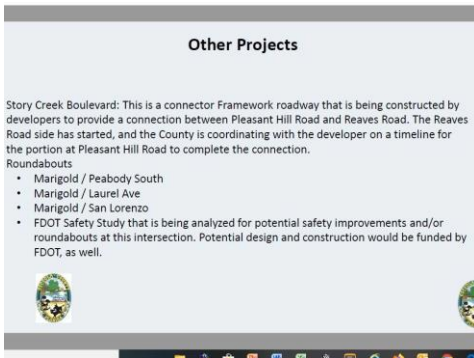 Other Projects
Story Creek Boulevard: This is a connector Framework roadway that is being constructed by
developers to provide a connection between Pleasant Hill Road and Reaves Road. The Reaves
Road side has started, and the County is coordinating with the developer on a timeline for
the portion at Pleasant Hill Road to complete the connection.
Roundabouts
• Marigold / Peabody South
• Marigold / Laurel Ave
• Marigold / San Lorenzo
• FDOT Safety Study that is being analyzed for potential safety improvements and/or
roundabouts at this intersection. Potential design and construction would be funded by
FDOT, as well.